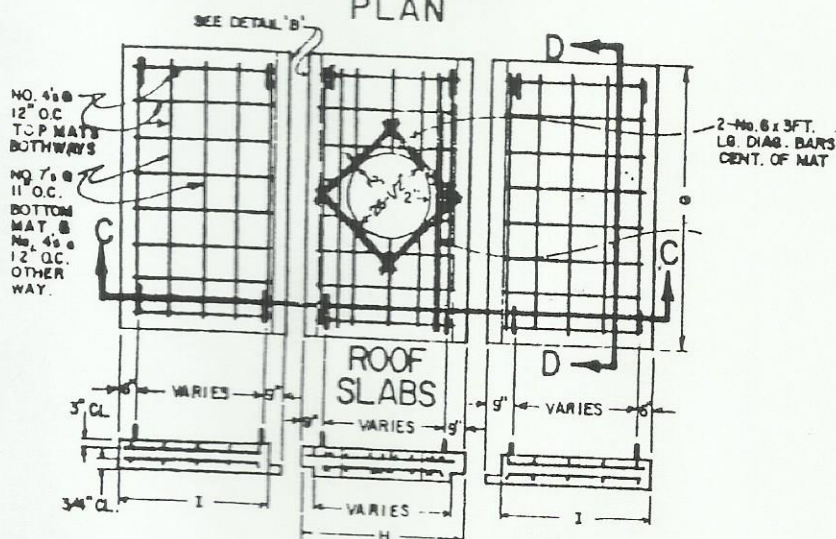 PLAN
SEE DETAIL 'B'
D
NO. 4's @
12" O.C
TOP MATS
BOTHWAYS
NO. 7's @
11" O.C.
BOTTOM
MAT, &
No. 4's @
12" O.C.
OTHER
WAY.
2-No. 6 x 3FT.
LG. DIAG. BARS
CENT. OF MAT
2"
2"
C
C
D
ROOF
SLABS
6"
VARIES
9"
9"
VARIES
9"
9"
VARIES
6"
3" CL.
3/4" CL.
I
VARIES
H
I